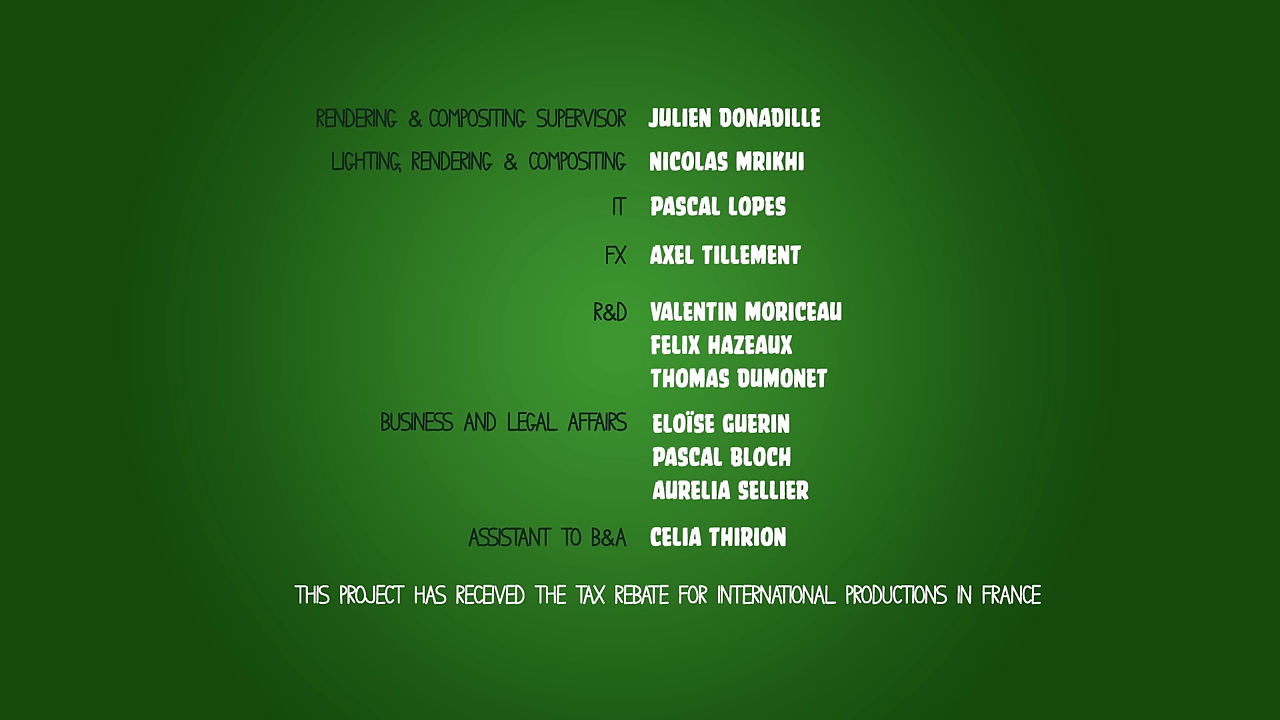 RENDERING & COMPOSITING SUPERVISOR JULIEN DONADILLE
LIGHTING, RENDERING & COMPOSITING NICOLAS MRIKHI
IT PASCAL LOPES
FX AXEL TILLEMENT
R&D VALENTIN MORICEAU
FELIX HAZEAUX
THOMAS DUMONET
BUSINESS AND LEGAL AFFAIRS ELOÏSE GUERIN
PASCAL BLOCH
AURELIA SELLIER
ASSISTANT TO B&A CELIA THIRION
THIS PROJECT HAS RECEIVED THE TAX REBATE FOR INTERNATIONAL PRODUCTIONS IN FRANCE